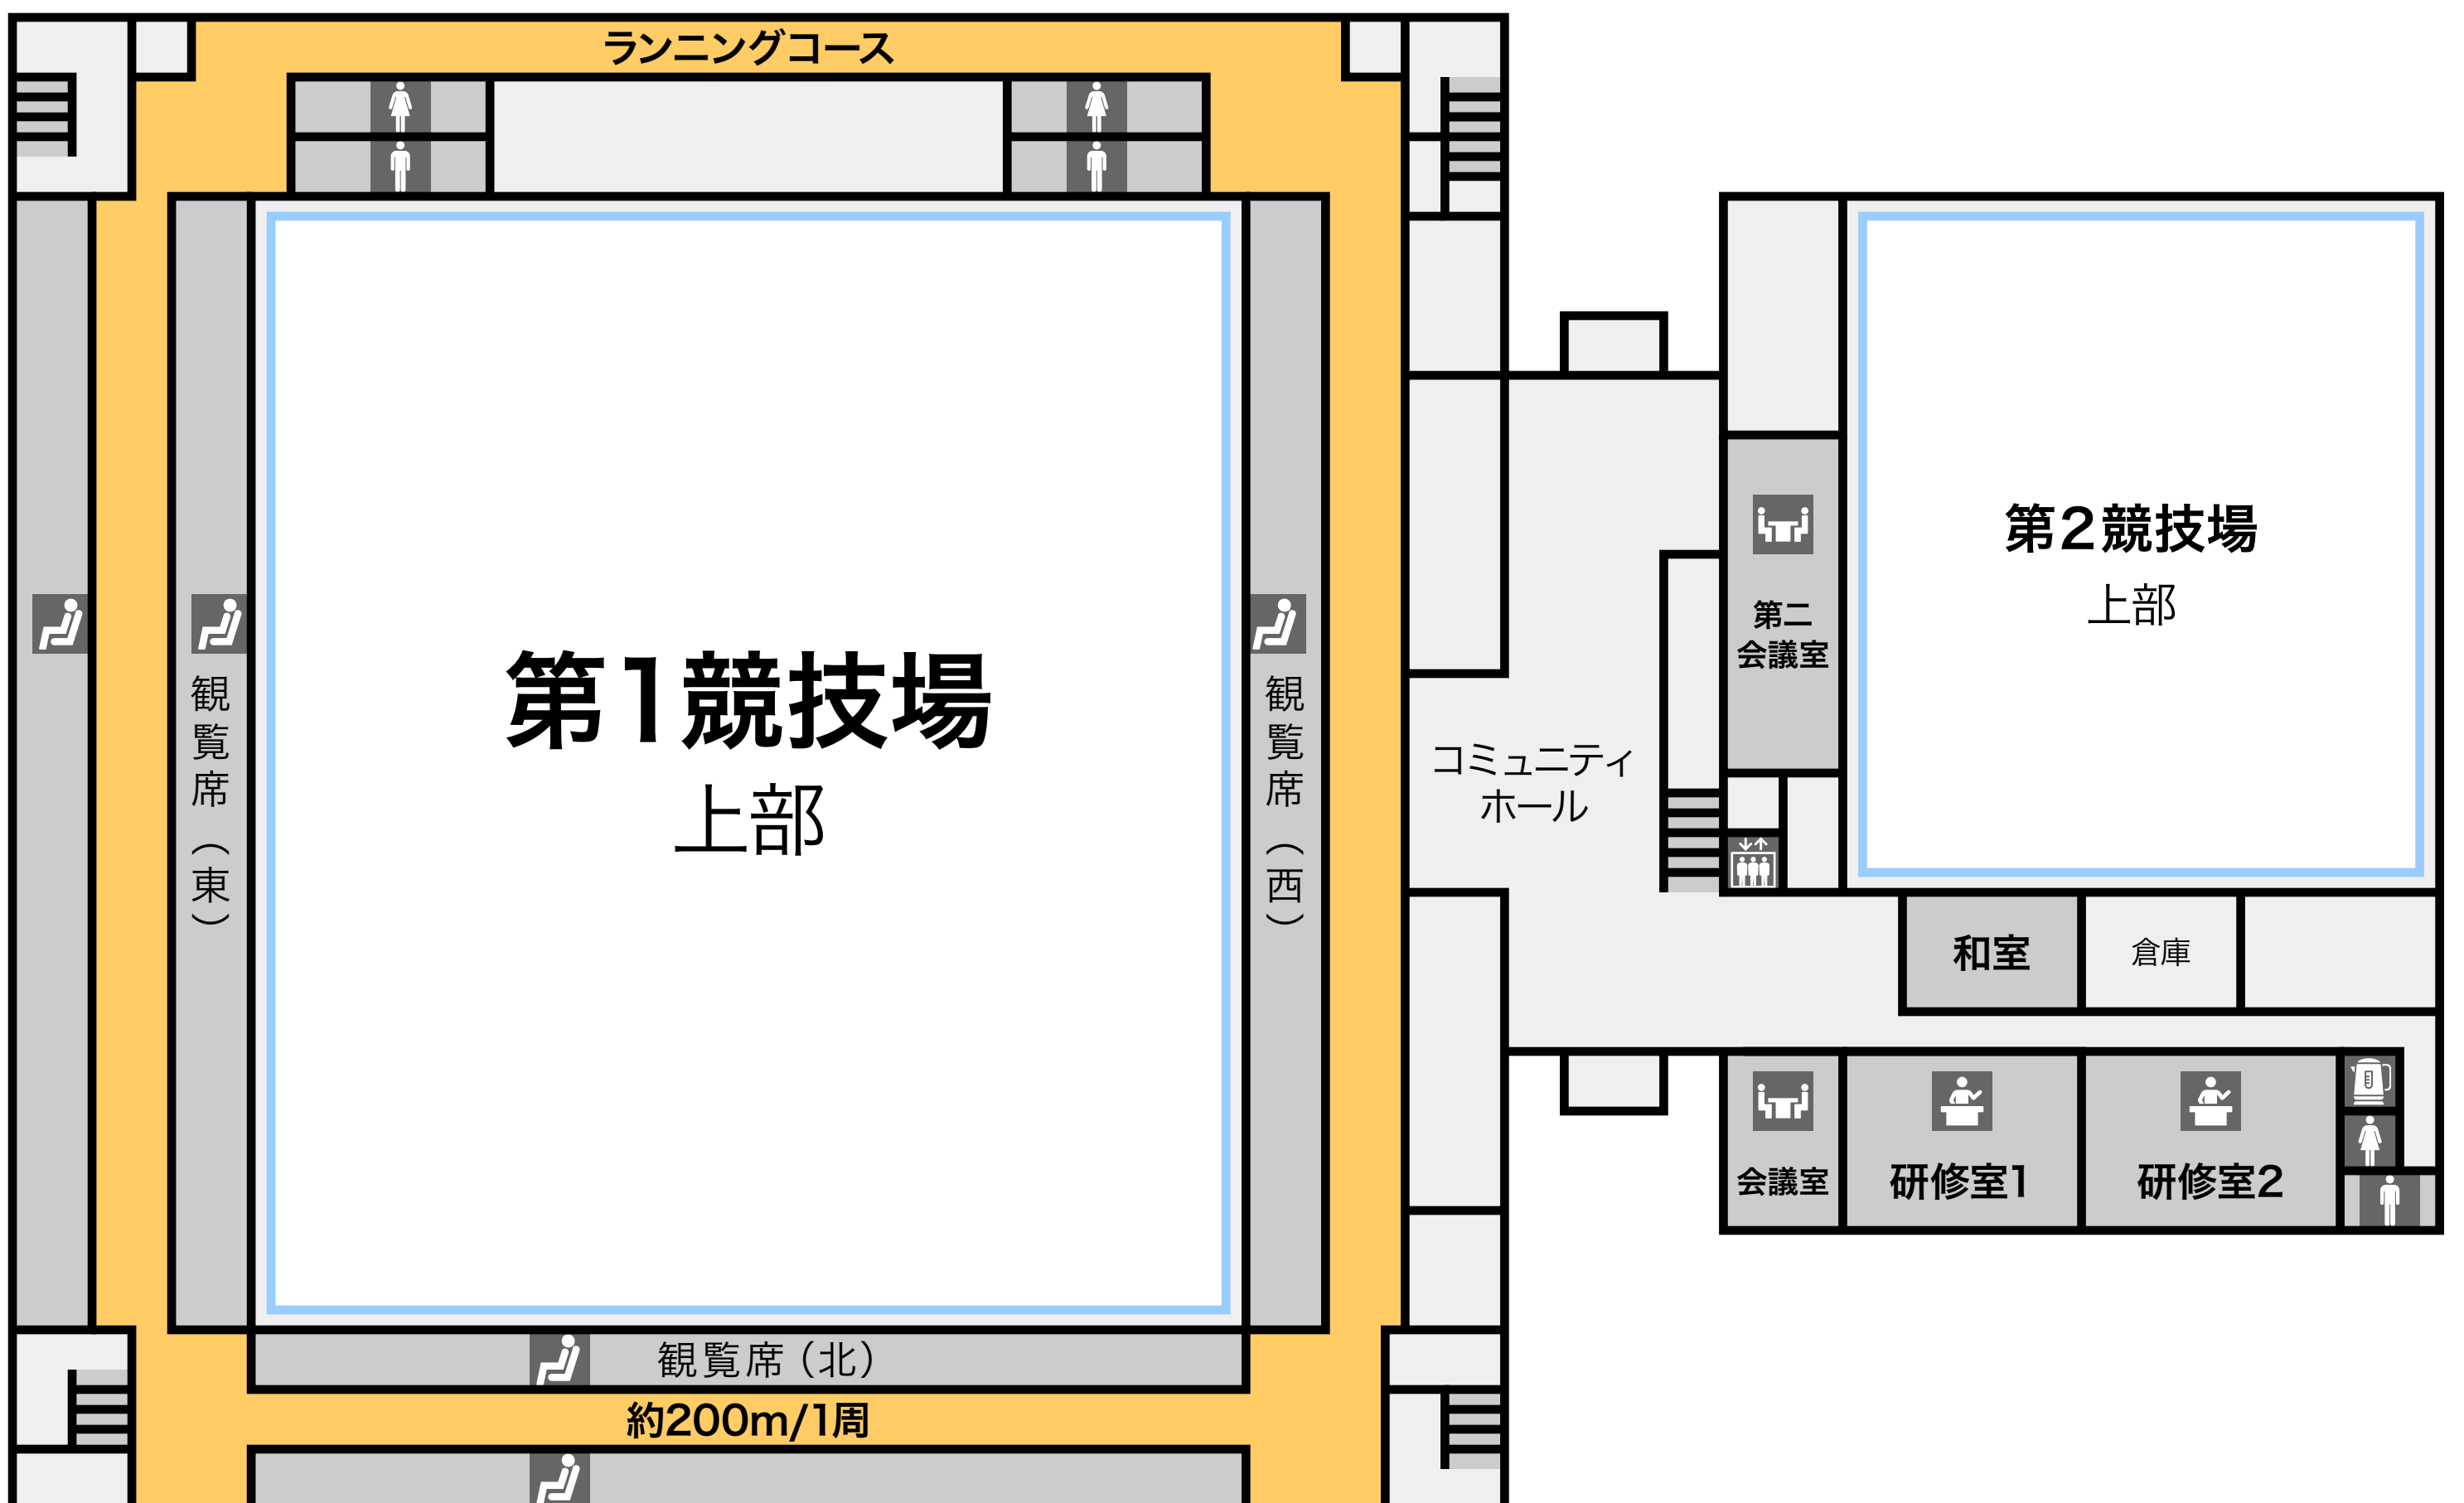 ランニングコース
第1競技場
上部
観覧席（東）
観覧席（西）
観覧席（北）
約200m/1周
コミュニティ
ホール
第二
会議室
第2競技場
上部
和室
倉庫
会議室
研修室1
研修室2